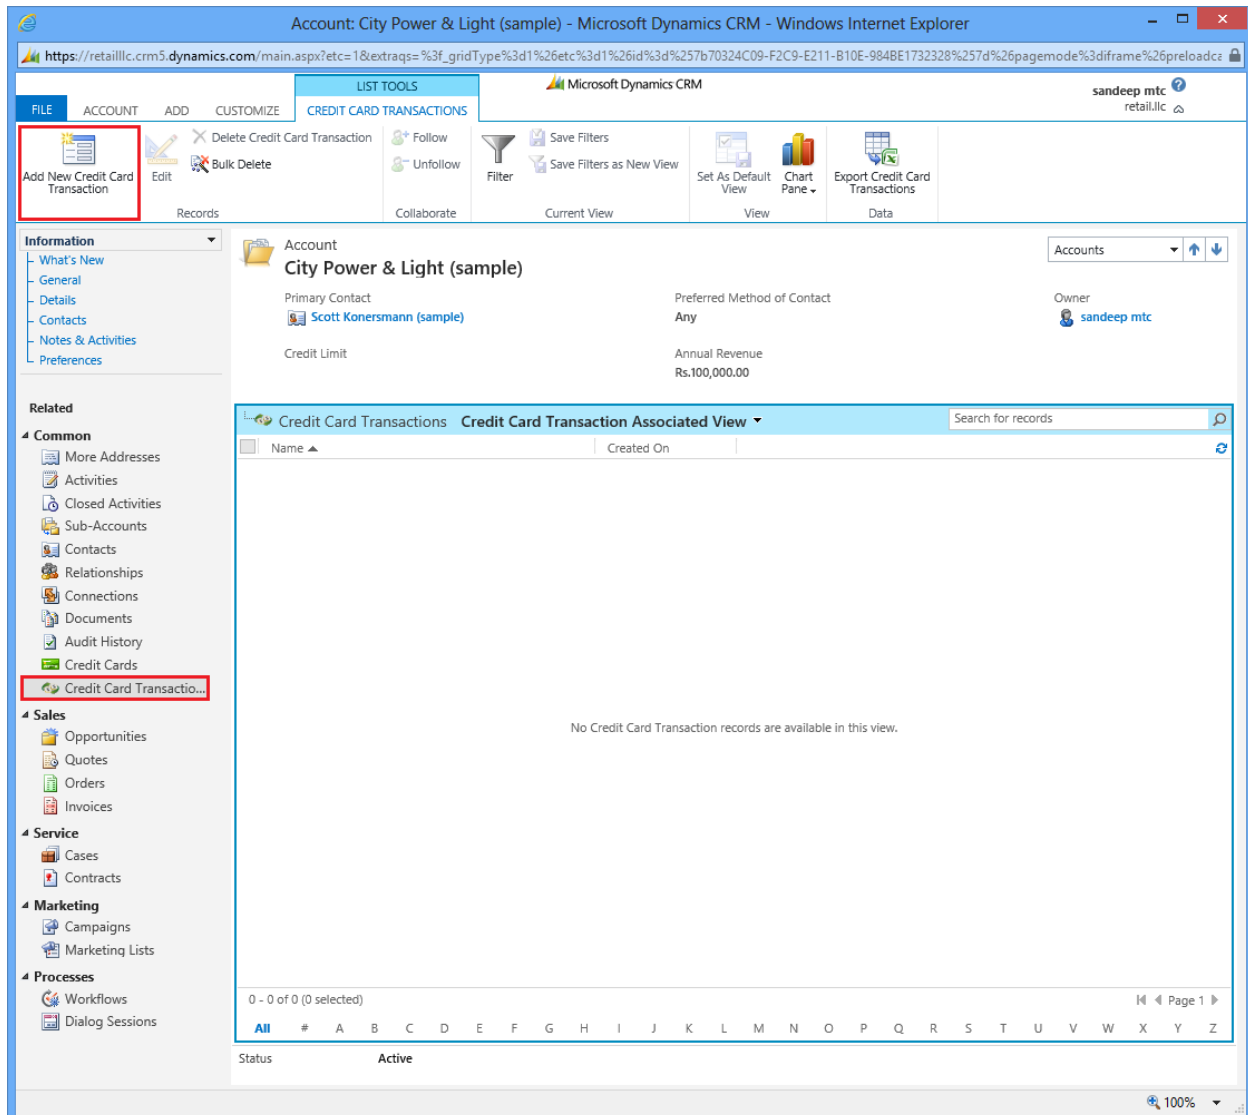 Account: City Power & Light (sample) - Microsoft Dynamics CRM - Windows Internet Explorer
https://retailllc.crm5.dynamics.com/main.aspx?etc=1&extraqs=%3f_gridType%3d1%26etc%3d1%26id%3d%257b70324C09-F2C9-E211-B10E-984BE1732328%257d%26pagemode%3diframe%26preloadca
LIST TOOLS
Microsoft Dynamics CRM
sandeep mtc
retail.llc
FILE ACCOUNT ADD CUSTOMIZE CREDIT CARD TRANSACTIONS
Add New Credit Card Transaction
Edit
Delete Credit Card Transaction
Bulk Delete
Records
Follow
Unfollow
Collaborate
Filter
Save Filters
Save Filters as New View
Current View
Set As Default View
Chart Pane
View
Export Credit Card Transactions
Data
Information
What's New
General
Details
Contacts
Notes & Activities
Preferences
Related
Common
More Addresses
Activities
Closed Activities
Sub-Accounts
Contacts
Relationships
Connections
Documents
Audit History
Credit Cards
Credit Card Transactio...
Sales
Opportunities
Quotes
Orders
Invoices
Service
Cases
Contracts
Marketing
Campaigns
Marketing Lists
Processes
Workflows
Dialog Sessions
Account
City Power & Light (sample)
Accounts
Primary Contact
Scott Konersmann (sample)
Preferred Method of Contact
Any
Owner
sandeep mtc
Credit Limit
Annual Revenue
Rs.100,000.00
Credit Card Transactions Credit Card Transaction Associated View
Search for records
Name Created On
No Credit Card Transaction records are available in this view.
0 - 0 of 0 (0 selected)
Page 1
All # A B C D E F G H I J K L M N O P Q R S T U V W X Y Z
Status Active
100%